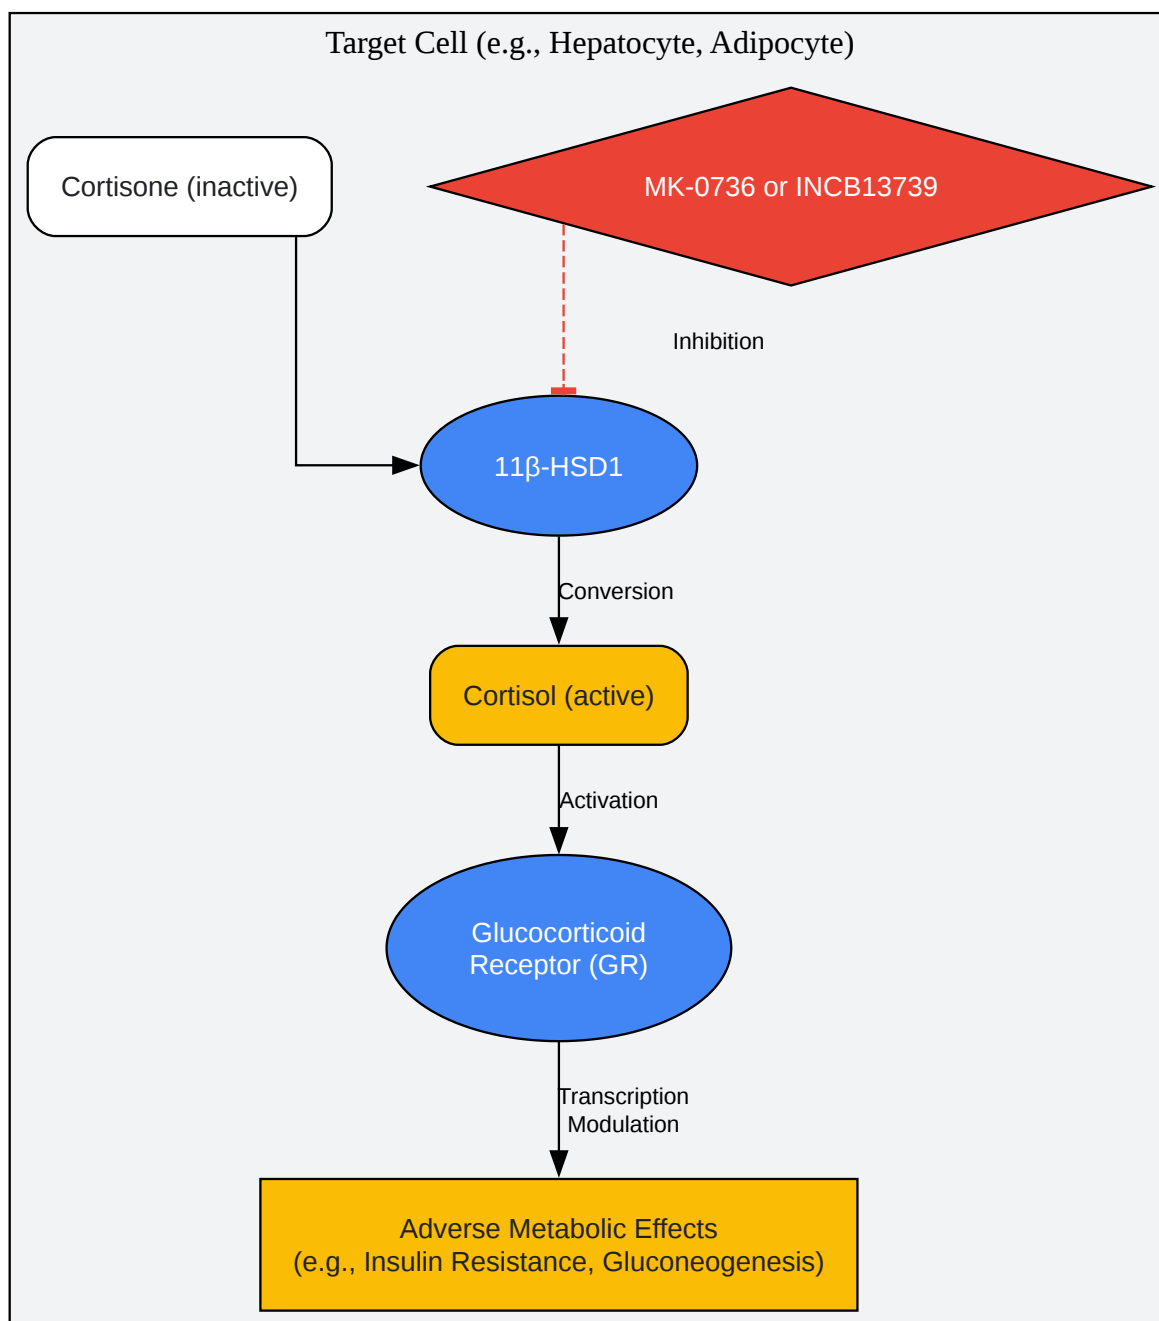 Target Cell (e.g., Hepatocyte, Adipocyte)
Cortisone (inactive)
MK-0736 or INCB13739
Inhibition
11β-HSD1
Conversion
Cortisol (active)
Activation
Glucocorticoid
Receptor (GR)
Transcription
Modulation
Adverse Metabolic Effects
(e.g., Insulin Resistance, Gluconeogenesis)